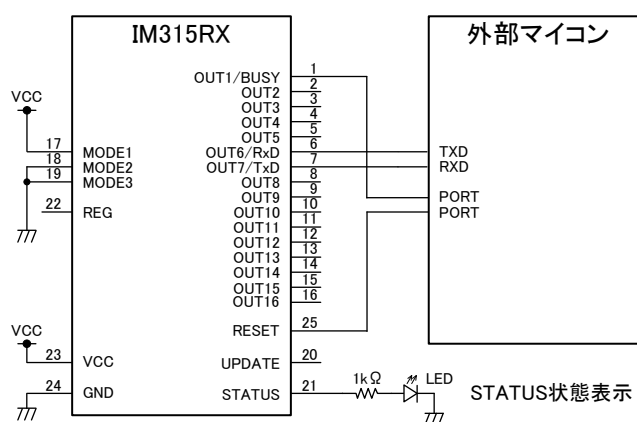 IM315RX
外部マイコン
VCC
17 MODE1
18 MODE2
19 MODE3
22 REG
VCC
23 VCC
24 GND
OUT1/BUSY 1
OUT2 2
OUT3 3
OUT4 4
OUT5 5
OUT6/RxD 6
OUT7/TxD 7
OUT8 8
OUT9 9
OUT10 10
OUT11 11
OUT12 12
OUT13 13
OUT14 14
OUT15 15
OUT16 16
RESET 25
UPDATE 20
STATUS 21
TXD
RXD
PORT
PORT
1kΩ
LED
STATUS状態表示